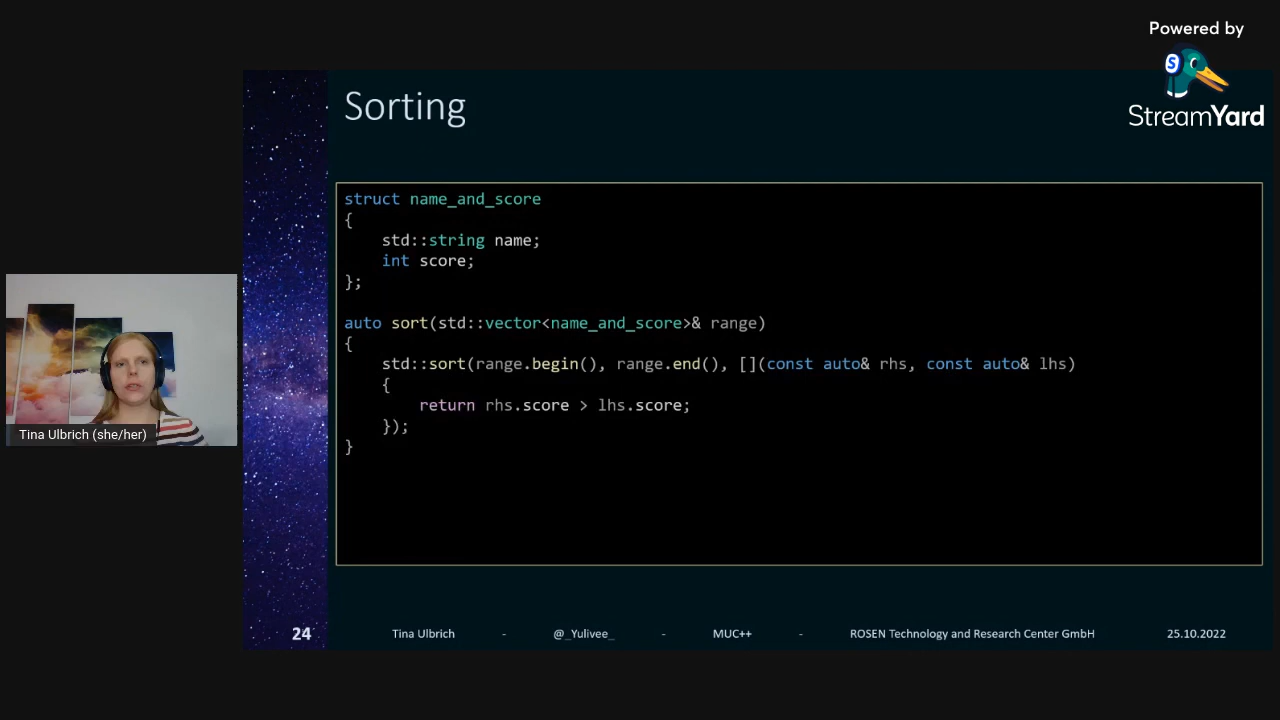 Powered by
StreamYard
Sorting
struct name_and_score
{
    std::string name;
    int score;
};
auto sort(std::vector<name_and_score>& range)
{
    std::sort(range.begin(), range.end(), [](const auto& rhs, const auto& lhs)
    {
        return rhs.score > lhs.score;
    });
}
Tina Ulbrich (she/her)
24 Tina Ulbrich - @_Yulivee_ - MUC++ - ROSEN Technology and Research Center GmbH 25.10.2022